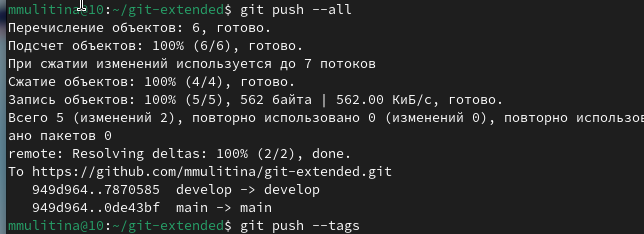 mmulitina@10:~/git-extended$ git push --all
Перечисление объектов: 6, готово.
Подсчет объектов: 100% (6/6), готово.
При сжатии изменений используется до 7 потоков
Сжатие объектов: 100% (4/4), готово.
Запись объектов: 100% (5/5), 562 байта | 562.00 КиБ/с, готово.
Всего 5 (изменений 2), повторно использовано 0 (изменений 0), повторно использов
ано пакетов 0
remote: Resolving deltas: 100% (2/2), done.
To https://github.com/mmulitina/git-extended.git
   949d964..7870585  develop -> develop
   949d964..0de43bf  main -> main
mmulitina@10:~/git-extended$ git push --tags